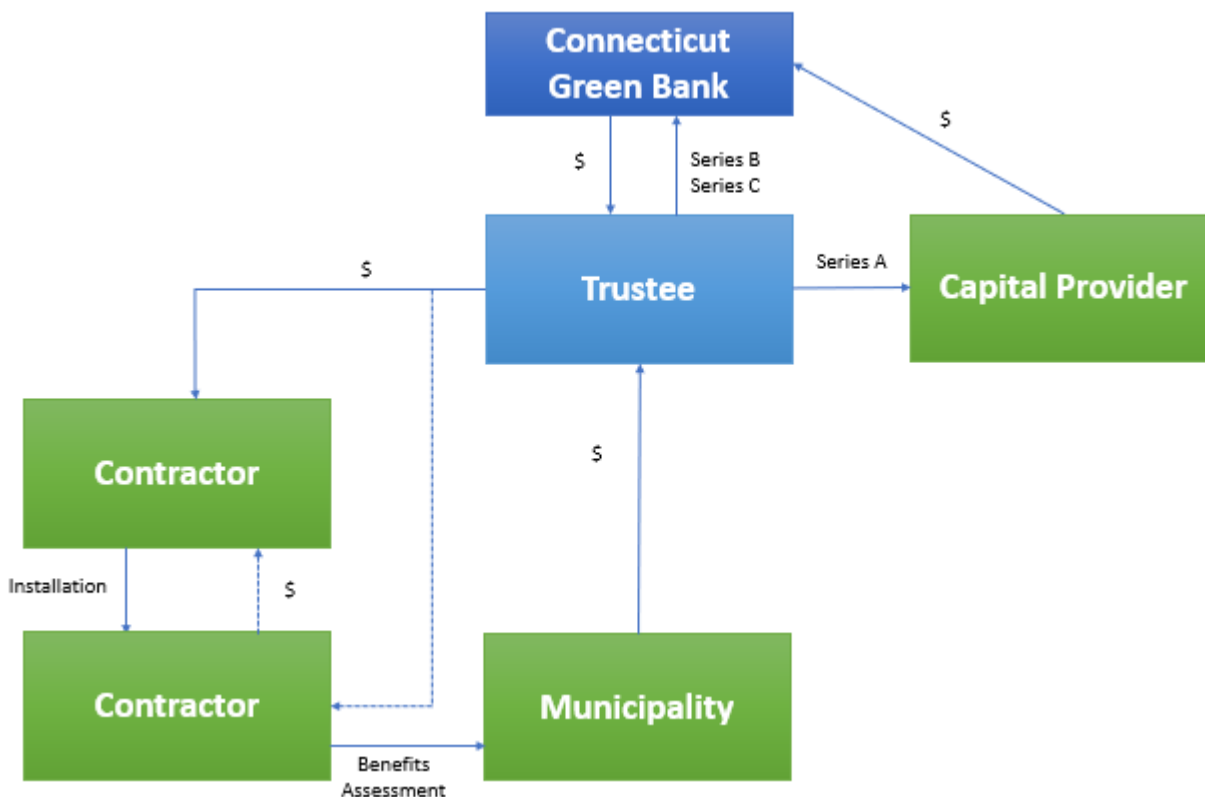 Connecticut
Green Bank
$
$
Series B
Series C
$
Trustee
Series A
Capital Provider
Contractor
$
Installation
$
Contractor
Municipality
Benefits
Assessment